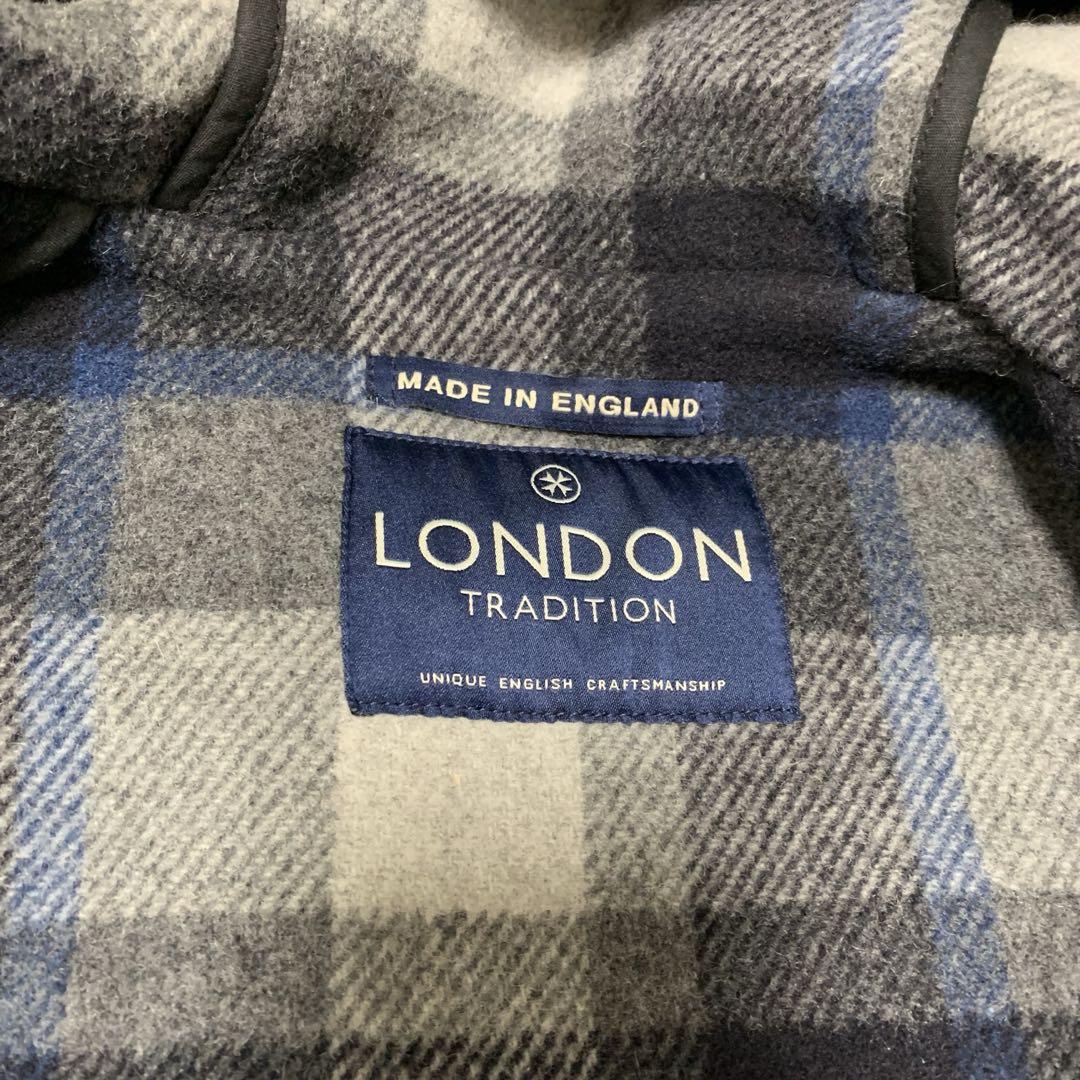 MADE IN ENGLAND
LONDON
TRADITION
UNIQUE ENGLISH CRAFTSMANSHIP